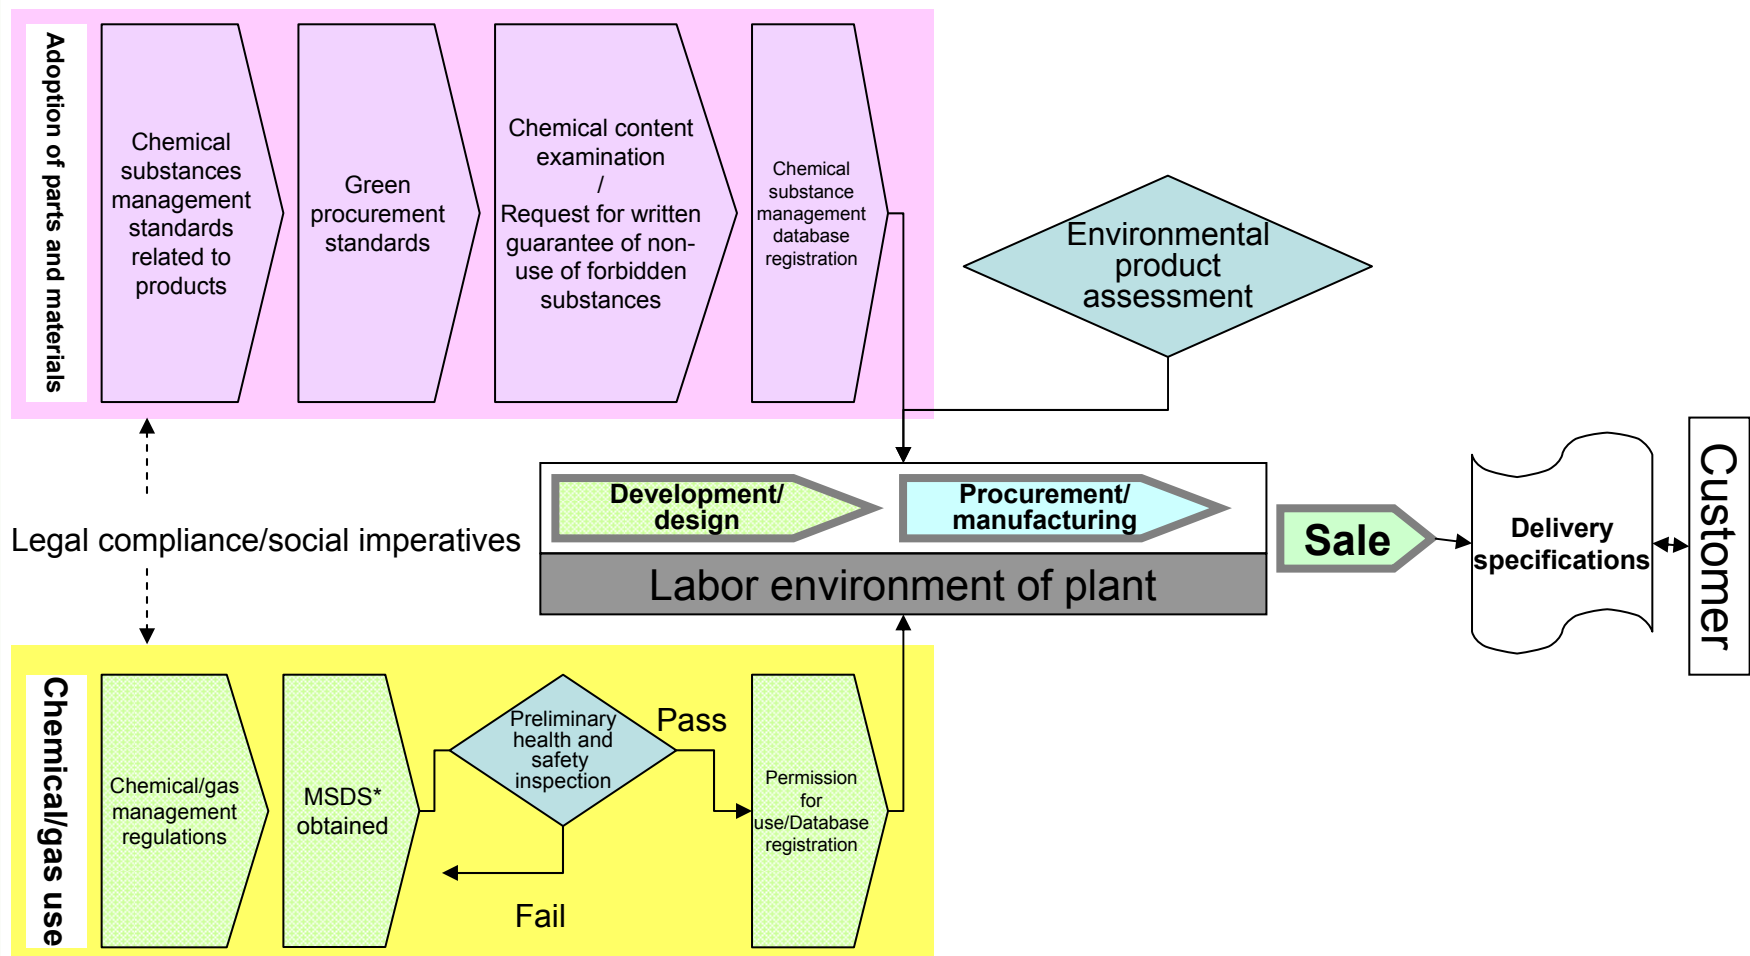 Adoption of parts and materials
Chemical
substances
management
standards
related to
products
Green
procurement
standards
Chemical content
examination
/
Request for written
guarantee of non-
use of forbidden
substances
Chemical
substance
management
database
registration
Environmental
product
assessment
Legal compliance/social imperatives
Development/
design
Procurement/
manufacturing
Labor environment of plant
Sale
Delivery
specifications
Customer
Chemical/gas use
Chemical/gas
management
regulations
MSDS*
obtained
Preliminary
health and
safety
inspection
Pass
Fail
Permission
for
use/Database
registration